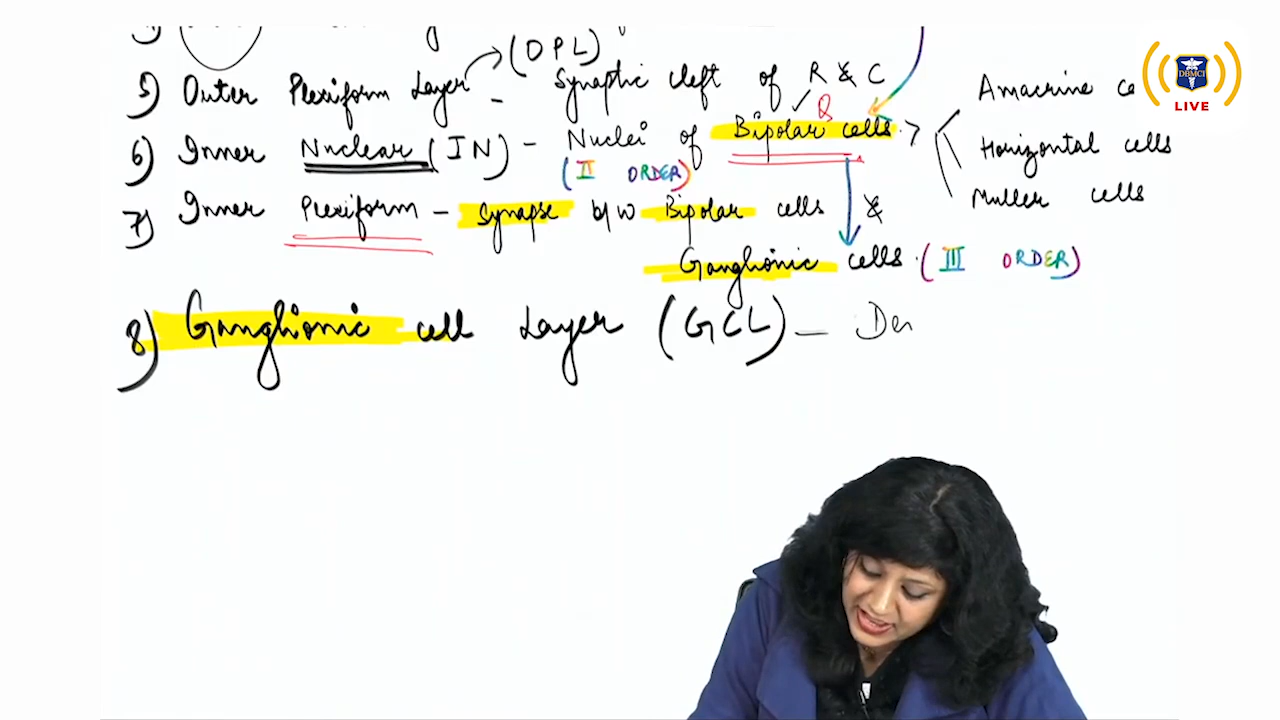 (OPL)
5) Outer Plexiform Layer - Synaptic cleft of R & C
6) Inner Nuclear (IN) - Nuclei of Bipolar cells.
(II ORDER)
Amacrine ce
Horizontal cells
Muller cells
7) Inner Plexiform - Synapse b/w Bipolar cells &
Ganglionic cells. (III ORDER)
8) Ganglionic cell Layer (GCL) - Den
DBMCI
LIVE